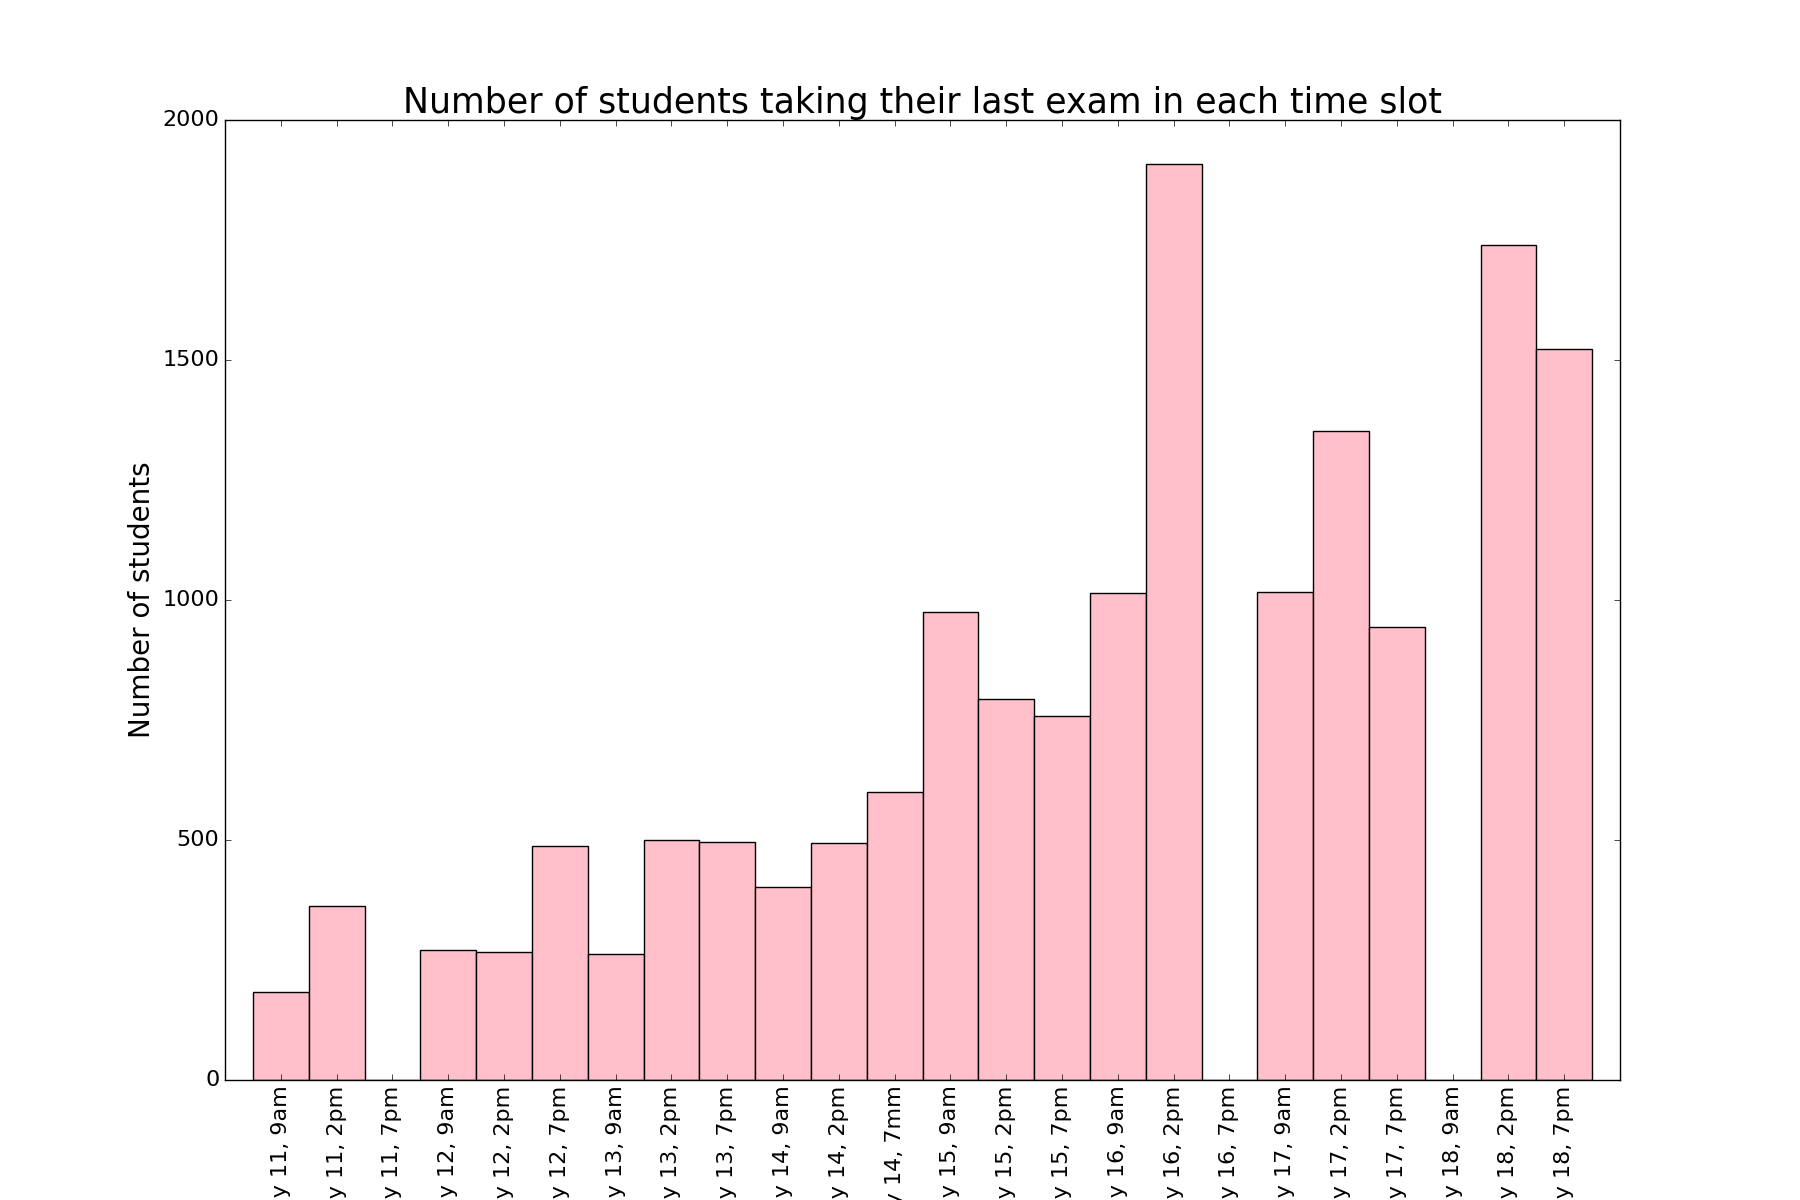 Number of students taking their last exam in each time slot
Number of students
2000
1500
1000
500
0
y 11, 9am
y 11, 2pm
y 11, 7pm
y 12, 9am
y 12, 2pm
y 12, 7pm
y 13, 9am
y 13, 2pm
y 13, 7pm
y 14, 9am
y 14, 2pm
y 14, 7mm
y 15, 9am
y 15, 2pm
y 15, 7pm
y 16, 9am
y 16, 2pm
y 16, 7pm
y 17, 9am
y 17, 2pm
y 17, 7pm
y 18, 9am
y 18, 2pm
y 18, 7pm